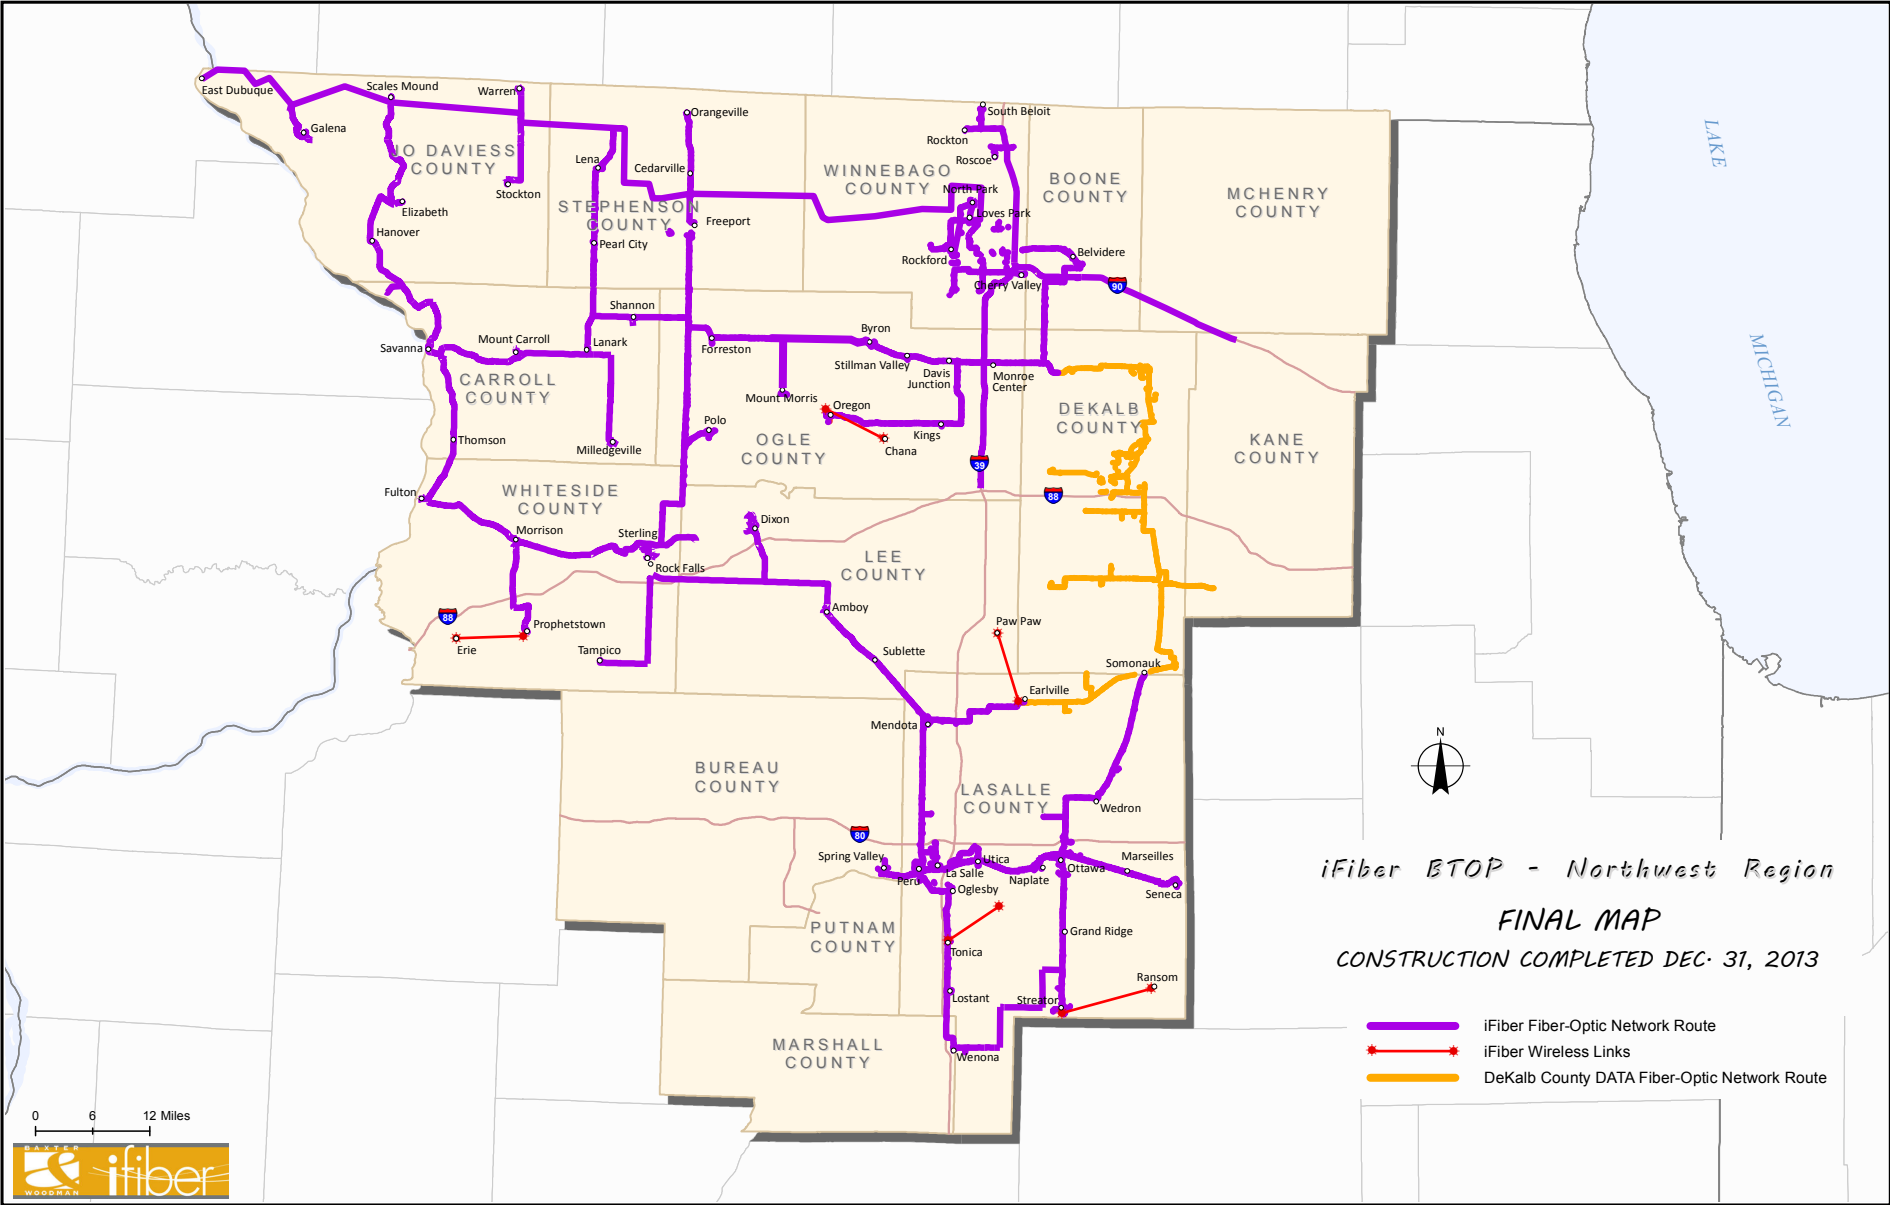 East Dubuque
Scales Mound
Warren
Orangeville
South Beloit
Galena
Rockton
JO DAVIESS
COUNTY
Lena
Cedarville
Roscoe
WINNEBAGO
COUNTY
BOONE
COUNTY
MCHENRY
COUNTY
LAKE
MICHIGAN
Stockton
North Park
STEPHENSON
COUNTY
Elizabeth
Freeport
Loves Park
Hanover
Pearl City
Rockford
Belvidere
Cherry Valley
90
Shannon
Savanna
Mount Carroll
Lanark
Forreston
Byron
Stillman Valley
Davis
Junction
Monroe
Center
CARROLL
COUNTY
Mount Morris
Oregon
DEKALB
COUNTY
Polo
Kings
Chana
OGLE
COUNTY
KANE
COUNTY
Thomson
Milledgeville
39
88
Fulton
WHITESIDE
COUNTY
Morrison
Sterling
Dixon
Rock Falls
LEE
COUNTY
88
Amboy
Prophetstown
Erie
Tampico
Paw Paw
Sublette
Somonauk
Earlville
Mendota
N
BUREAU
COUNTY
LASALLE
COUNTY
Wedron
80
Spring Valley
Peru
La Salle
Utica
Naplate
Ottawa
Marseilles
Seneca
Oglesby
PUTNAM
COUNTY
Tonica
Grand Ridge
Ransom
Lostant
Streator
MARSHALL
COUNTY
Wenona
iFiber BTOP - Northwest Region
FINAL MAP
CONSTRUCTION COMPLETED DEC. 31, 2013
iFiber Fiber-Optic Network Route
iFiber Wireless Links
DeKalb County DATA Fiber-Optic Network Route
0 6 12 Miles
BAXTER
&
WOODMAN
ifiber